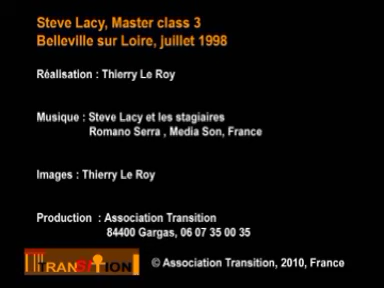 Steve Lacy, Master class 3
Belleville sur Loire, juillet 1998
Réalisation : Thierry Le Roy
Musique : Steve Lacy et les stagiaires
Romano Serra , Media Son, France
Images : Thierry Le Roy
Production : Association Transition
84400 Gargas, 06 07 35 00 35
TRANSITION
© Association Transition, 2010, France